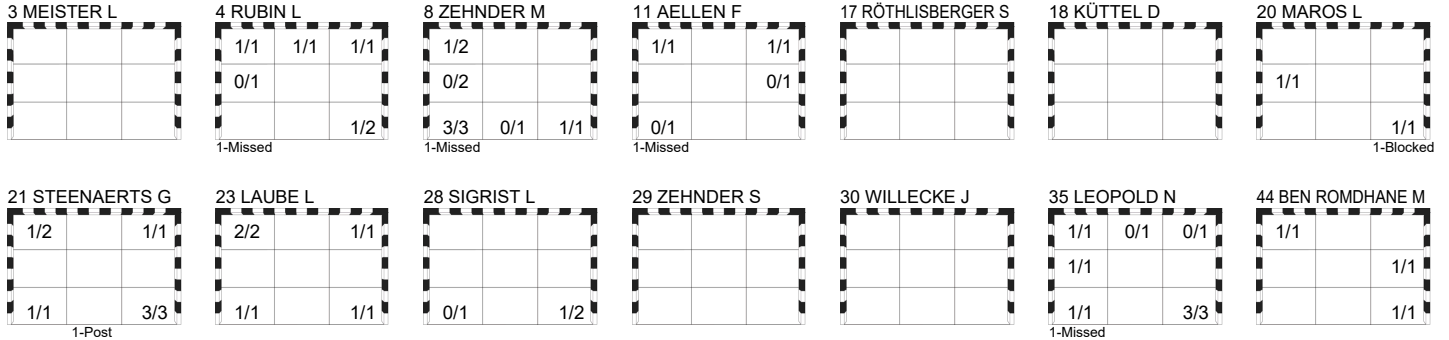 3 MEISTER L 4 RUBIN L 8 ZEHNDER M 11 AELLEN F 17 RÖTHLISBERGER S 18 KÜTTEL D 20 MAROS L
1/1 1/1 1/1 1/2 1/1 1/1
0/1 0/2 0/1 1/1
1/2 3/3 0/1 1/1 0/1 1/1
1-Missed 1-Missed 1-Missed 1-Blocked
21 STEENAERTS G 23 LAUBE L 28 SIGRIST L 29 ZEHNDER S 30 WILLECKE J 35 LEOPOLD N 44 BEN ROMDHANE M
1/2 1/1 2/2 1/1 1/1 0/1 0/1 1/1
1/1 1/1
1/1 3/3 1/1 1/1 0/1 1/2 1/1 3/3 1/1
1-Post 1-Missed